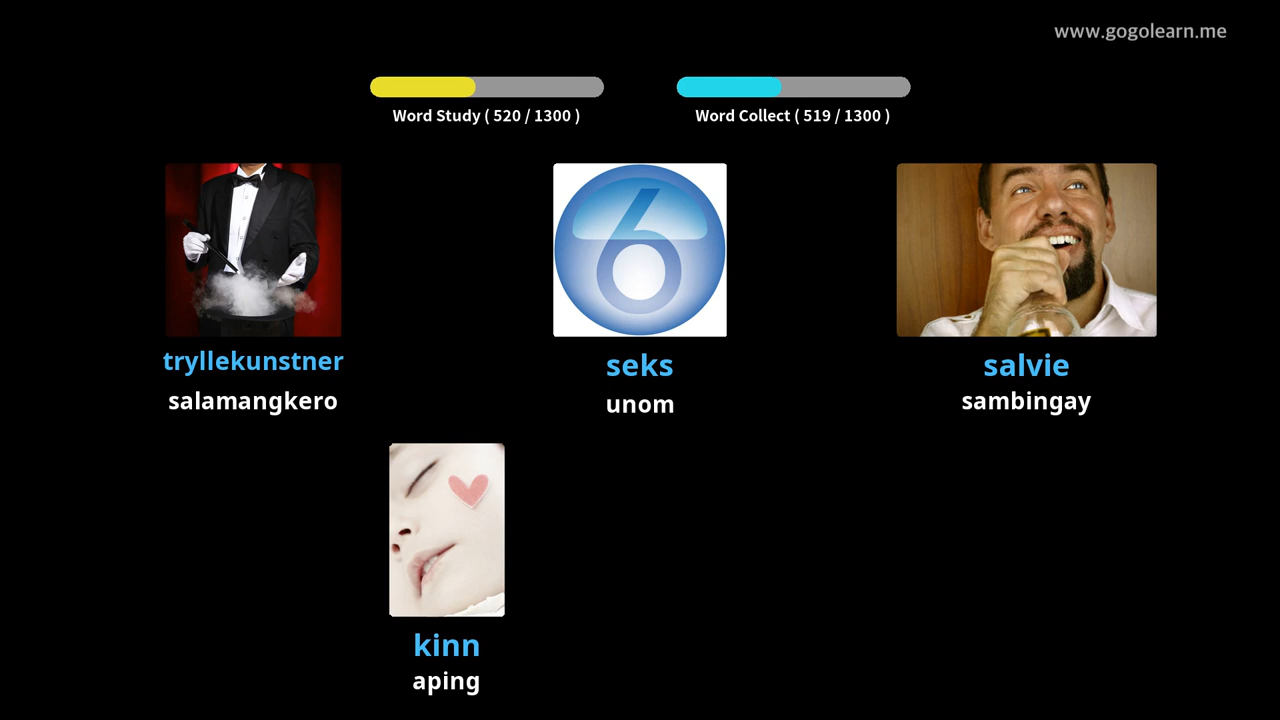 www.gogolearn.me
Word Study ( 520 / 1300 )
Word Collect ( 519 / 1300 )
6
tryllekunstner
seks
salvie
salamangkero
unom
sambingay
kinn
aping